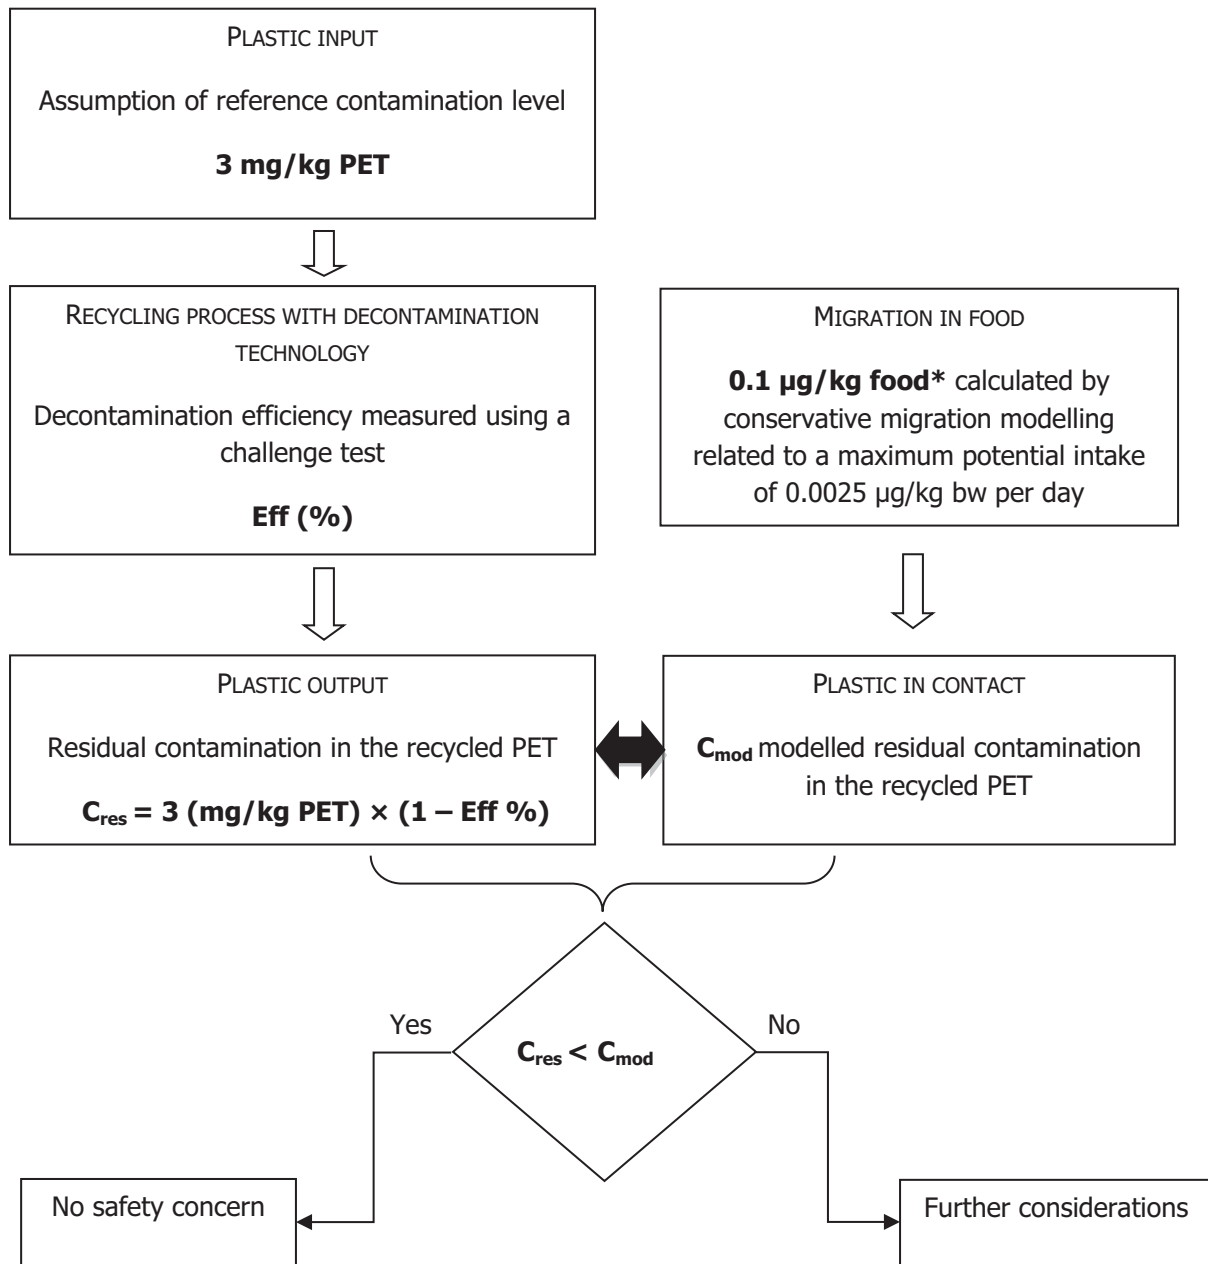 PLASTIC INPUT
Assumption of reference contamination level
3 mg/kg PET
RECYCLING PROCESS WITH DECONTAMINATION
TECHNOLOGY
Decontamination efficiency measured using a
challenge test
Eff (%)
MIGRATION IN FOOD
0.1 µg/kg food* calculated by
conservative migration modelling
related to a maximum potential intake
of 0.0025 µg/kg bw per day
PLASTIC OUTPUT
Residual contamination in the recycled PET
Cres = 3 (mg/kg PET) × (1 – Eff %)
PLASTIC IN CONTACT
Cmod modelled residual contamination
in the recycled PET
Yes
No
Cres < Cmod
No safety concern
Further considerations